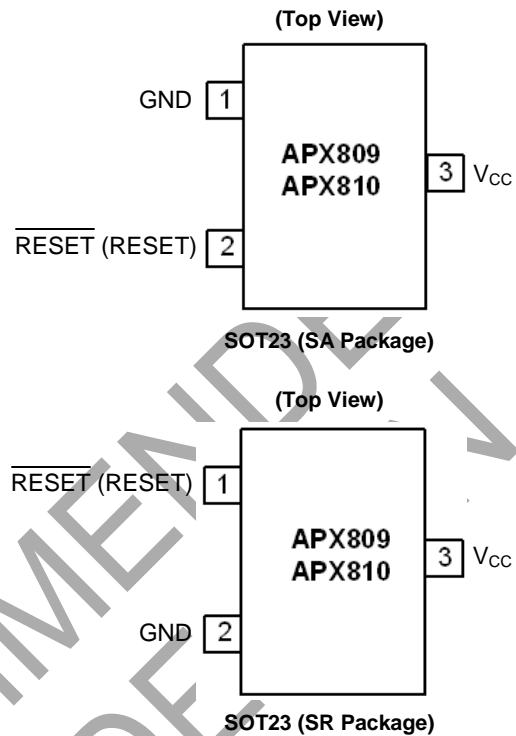 (Top View)
GND 1
APX809
APX810
3 VCC
RESET (RESET) 2
SOT23 (SA Package)
(Top View)
RESET (RESET) 1
APX809
APX810
3 VCC
GND 2
SOT23 (SR Package)